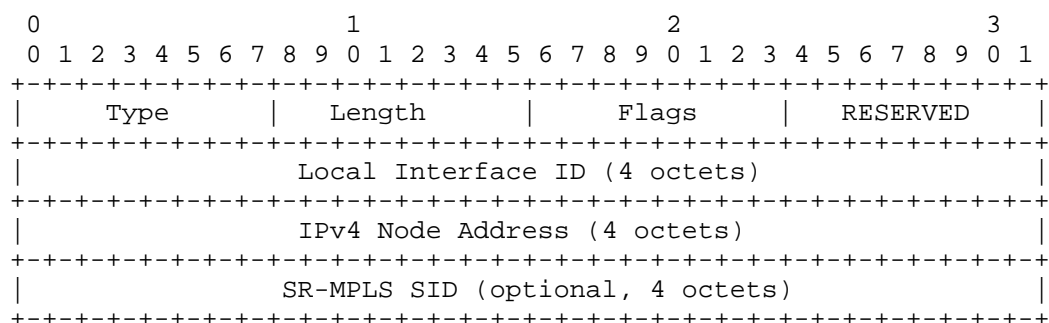 0                   1                   2                   3
 0 1 2 3 4 5 6 7 8 9 0 1 2 3 4 5 6 7 8 9 0 1 2 3 4 5 6 7 8 9 0 1
+-+-+-+-+-+-+-+-+-+-+-+-+-+-+-+-+-+-+-+-+-+-+-+-+-+-+-+-+-+-+-+-+
|     Type      |   Length      |     Flags     |   RESERVED    |
+-+-+-+-+-+-+-+-+-+-+-+-+-+-+-+-+-+-+-+-+-+-+-+-+-+-+-+-+-+-+-+-+
|                 Local Interface ID (4 octets)                 |
+-+-+-+-+-+-+-+-+-+-+-+-+-+-+-+-+-+-+-+-+-+-+-+-+-+-+-+-+-+-+-+-+
|                 IPv4 Node Address (4 octets)                  |
+-+-+-+-+-+-+-+-+-+-+-+-+-+-+-+-+-+-+-+-+-+-+-+-+-+-+-+-+-+-+-+-+
|                SR-MPLS SID (optional, 4 octets)               |
+-+-+-+-+-+-+-+-+-+-+-+-+-+-+-+-+-+-+-+-+-+-+-+-+-+-+-+-+-+-+-+-+